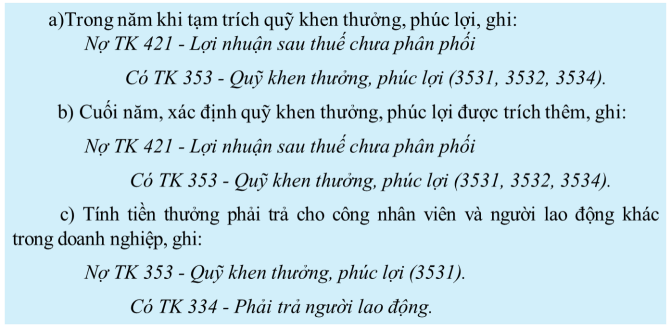 a)Trong năm khi tạm trích quỹ khen thưởng, phúc lợi, ghi:
Nợ TK 421 - Lợi nhuận sau thuế chưa phân phối
Có TK 353 - Quỹ khen thưởng, phúc lợi (3531, 3532, 3534).
b) Cuối năm, xác định quỹ khen thưởng, phúc lợi được trích thêm, ghi:
Nợ TK 421 - Lợi nhuận sau thuế chưa phân phối
Có TK 353 - Quỹ khen thưởng, phúc lợi (3531, 3532, 3534).
c) Tính tiền thưởng phải trả cho công nhân viên và người lao động khác
trong doanh nghiệp, ghi:
Nợ TK 353 - Quỹ khen thưởng, phúc lợi (3531).
Có TK 334 - Phải trả người lao động.